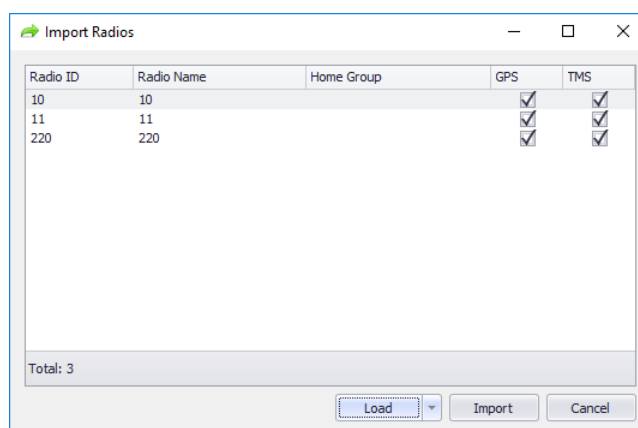 Import Radios
Radio ID Radio Name Home Group GPS TMS
10 10
11 11
220 220
Total: 3
Load Import Cancel